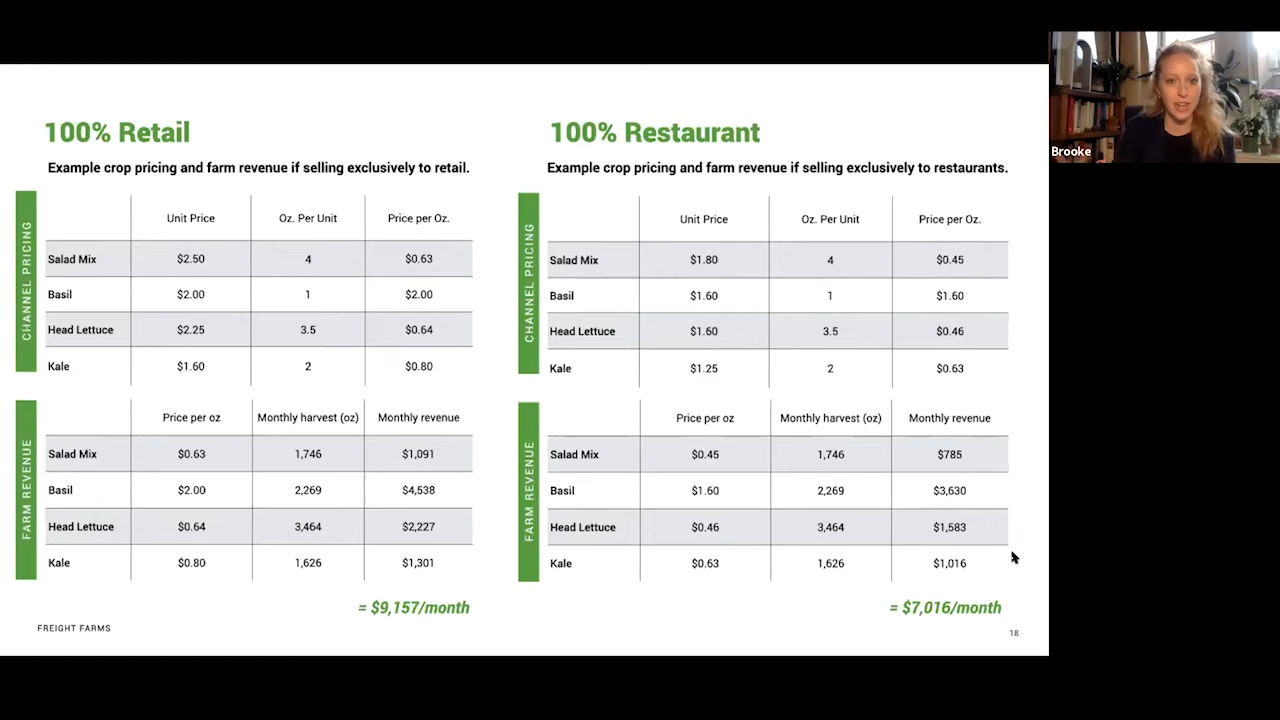 100% Retail
Example crop pricing and farm revenue if selling exclusively to retail.
CHANNEL PRICING
Unit Price Oz. Per Unit Price per Oz.
Salad Mix $2.50 4 $0.63
Basil $2.00 1 $2.00
Head Lettuce $2.25 3.5 $0.64
Kale $1.60 2 $0.80
FARM REVENUE
Price per oz Monthly harvest (oz) Monthly revenue
Salad Mix $0.63 1,746 $1,091
Basil $2.00 2,269 $4,538
Head Lettuce $0.64 3,464 $2,227
Kale $0.80 1,626 $1,301
= $9,157/month
100% Restaurant
Example crop pricing and farm revenue if selling exclusively to restaurants.
CHANNEL PRICING
Unit Price Oz. Per Unit Price per Oz.
Salad Mix $1.80 4 $0.45
Basil $1.60 1 $1.60
Head Lettuce $1.60 3.5 $0.46
Kale $1.25 2 $0.63
FARM REVENUE
Price per oz Monthly harvest (oz) Monthly revenue
Salad Mix $0.45 1,746 $785
Basil $1.60 2,269 $3,630
Head Lettuce $0.46 3,464 $1,583
Kale $0.63 1,626 $1,016
= $7,016/month
FREIGHT FARMS
18
Brooke